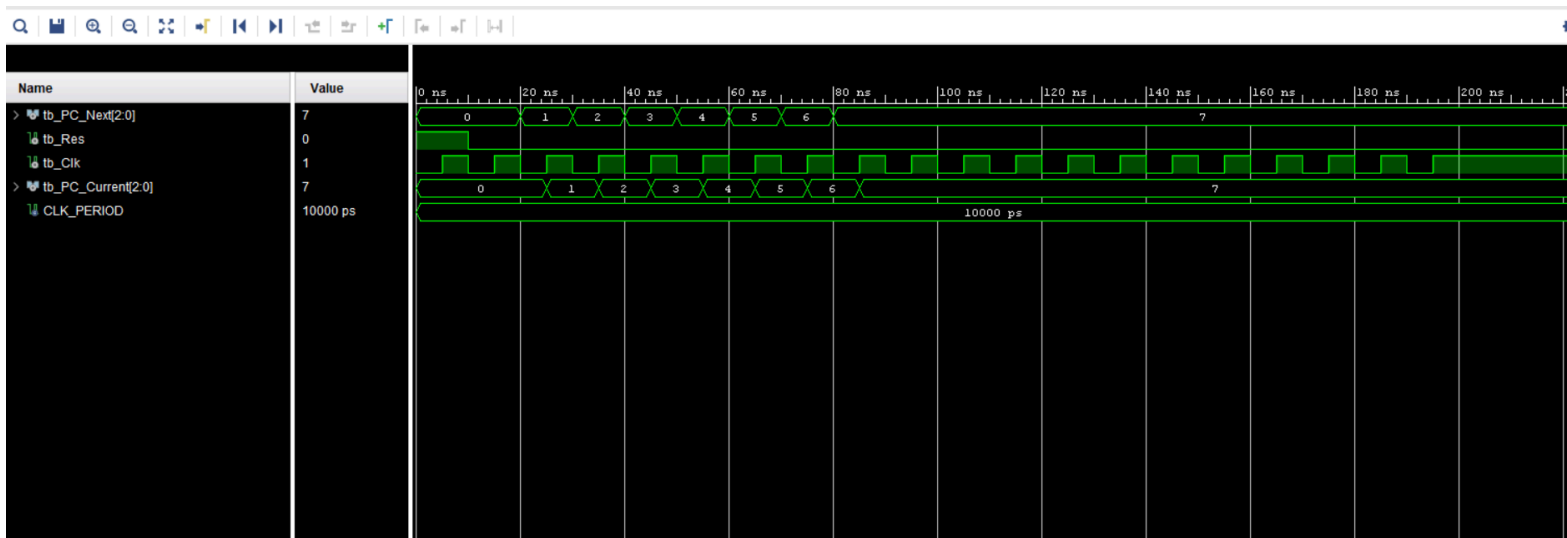 Name Value
0 ns 20 ns 40 ns 60 ns 80 ns 100 ns 120 ns 140 ns 160 ns 180 ns 200 ns
tb_PC_Next[2:0] 7 0 1 2 3 4 5 6 7
tb_Res 0
tb_Clk 1
tb_PC_Current[2:0] 7 0 1 2 3 4 5 6 7
CLK_PERIOD 10000 ps 10000 ps